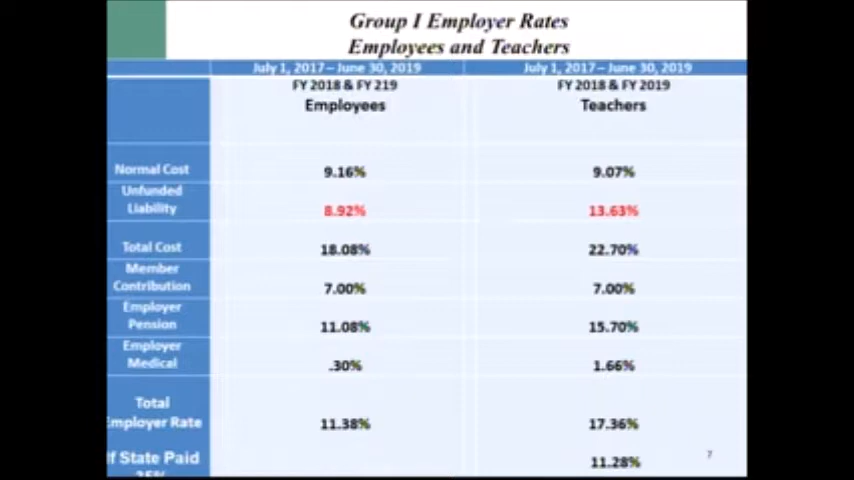 Group I Employer Rates
Employees and Teachers
July 1, 2017 – June 30, 2019 July 1, 2017 – June 30, 2019
FY 2018 & FY 219 FY 2018 & FY 2019
Employees Teachers
Normal Cost 9.16% 9.07%
Unfunded
Liability 8.92% 13.63%
Total Cost 18.08% 22.70%
Member
Contribution 7.00% 7.00%
Employer
Pension 11.08% 15.70%
Employer
Medical .30% 1.66%
Total
Employer Rate 11.38% 17.36%
If State Paid 11.28% 7
35%